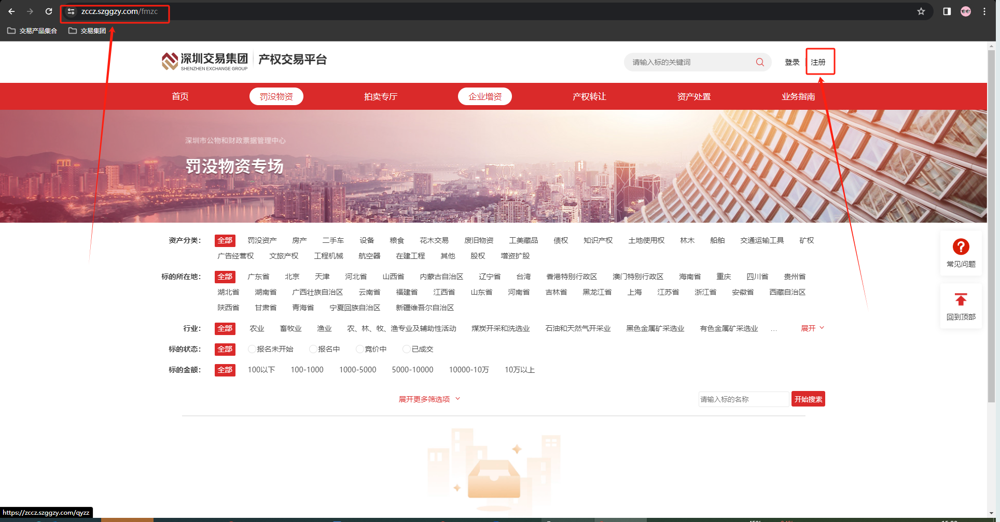 zccz.szggzy.com/fmzc
交易产品集合 交易集团
深圳交易集团 产权交易平台
SHENZHEN EXCHANGE GROUP
请输入标的关键词 登录 注册
首页 罚没物资 拍卖专厅 企业增资 产权转让 资产处置 业务指南
深圳市公物和财政票据管理中心
罚没物资专场
资产分类: 全部 罚没资产 房产 二手车 设备 粮食 花木交易 废旧物资 工美藏品 债权 知识产权 土地使用权 林木 船舶 交通运输工具 矿权
广告经营权 文旅产权 工程机械 航空器 在建工程 其他 股权 增资扩股
标的所在地: 全部 广东省 北京 天津 河北省 山西省 内蒙古自治区 辽宁省 台湾 香港特别行政区 澳门特别行政区 海南省 重庆 四川省 贵州省
湖北省 湖南省 广西壮族自治区 云南省 福建省 江西省 山东省 河南省 吉林省 黑龙江省 上海 江苏省 浙江省 安徽省 西藏自治区
陕西省 甘肃省 青海省 宁夏回族自治区 新疆维吾尔自治区
行业: 全部 农业 畜牧业 渔业 农、林、牧、渔专业及辅助性活动 煤炭开采和洗选业 石油和天然气开采业 黑色金属矿采选业 有色金属矿采选业 ... 展开
标的状态: 全部 报名未开始 报名中 竞价中 已成交
标的金额: 全部 100以下 100-1000 1000-5000 5000-10000 10000-10万 10万以上
展开更多筛选项 请输入标的名称 开始搜索
常见问题
回到顶部
https://zccz.szggzy.com/qyzz